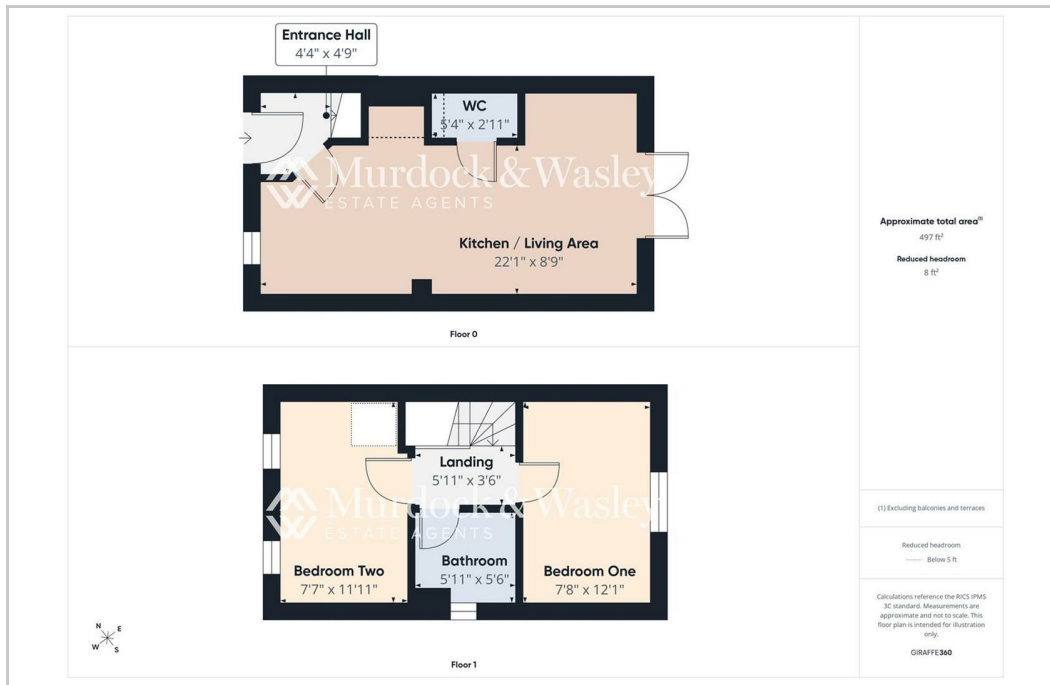 Entrance Hall
4'4" x 4'9"
WC
5'4" x 2'11"
Murdock & Wasley
ESTATE AGENTS
Kitchen / Living Area
22'1" x 8'9"
Floor 0
Approximate total area(1)
497 ft²
Reduced headroom
8 ft²
Landing
5'11" x 3'6"
Murdock & Wasley
ESTATE AGENTS
Bedroom Two
7'7" x 11'11"
Bathroom
5'11" x 5'6"
Bedroom One
7'8" x 12'1"
N
E
W
S
Floor 1
(1) Excluding balconies and terraces
Reduced headroom
Below 5 ft
Calculations reference the RICS IPMS
3C standard. Measurements are
approximate and not to scale. This
floor plan is intended for illustration
only.
GIRAFFE360